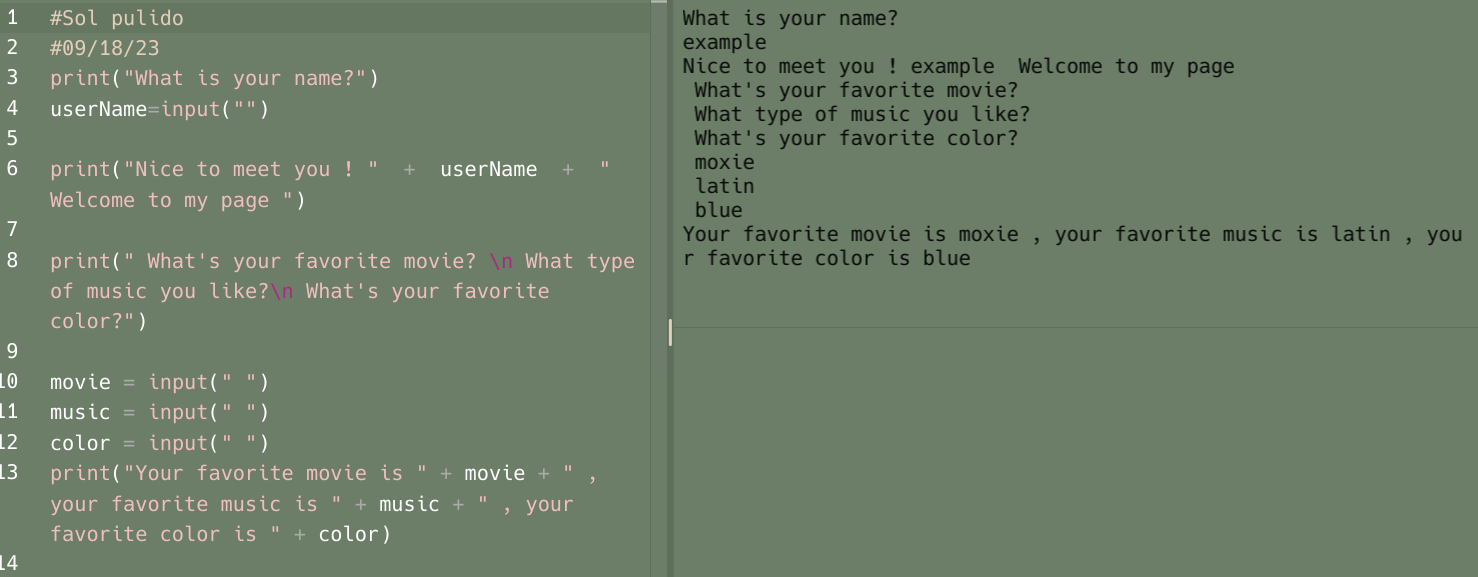 1 #Sol pulido
2 #09/18/23
3 print("What is your name?")
4 userName=input("")
5
6 print("Nice to meet you ! "  +  userName  +  "
Welcome to my page ")
7
8 print(" What's your favorite movie? \n What type
of music you like?\n What's your favorite
color?")
9
10 movie = input(" ")
11 music = input(" ")
12 color = input(" ")
13 print("Your favorite movie is " + movie + " ,
your favorite music is " + music + " , your
favorite color is " + color)
14
What is your name?
example
Nice to meet you ! example  Welcome to my page
 What's your favorite movie?
 What type of music you like?
 What's your favorite color?
 moxie
 latin
 blue
Your favorite movie is moxie , your favorite music is latin , you
r favorite color is blue